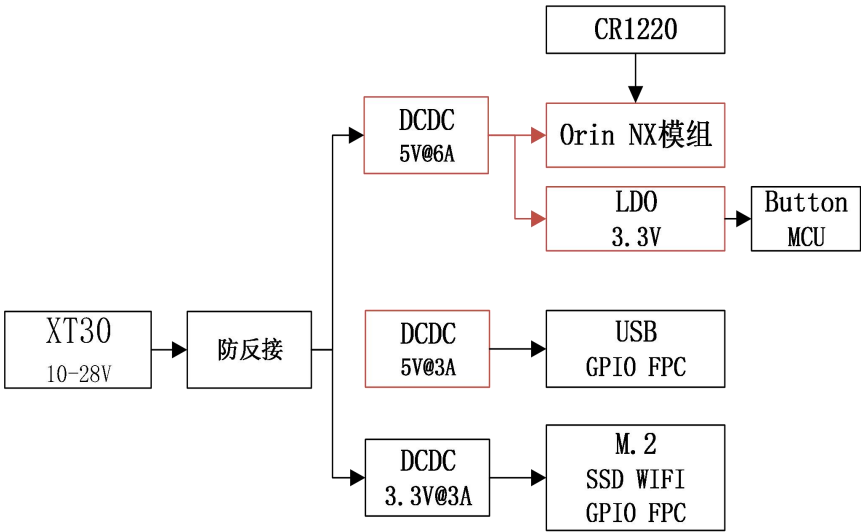 CR1220
DCDC
5V@6A
Orin NX模组
LDO
3.3V
Button
MCU
XT30
10-28V
防反接
DCDC
5V@3A
USB
GPIO FPC
DCDC
3.3V@3A
M.2
SSD WIFI
GPIO FPC